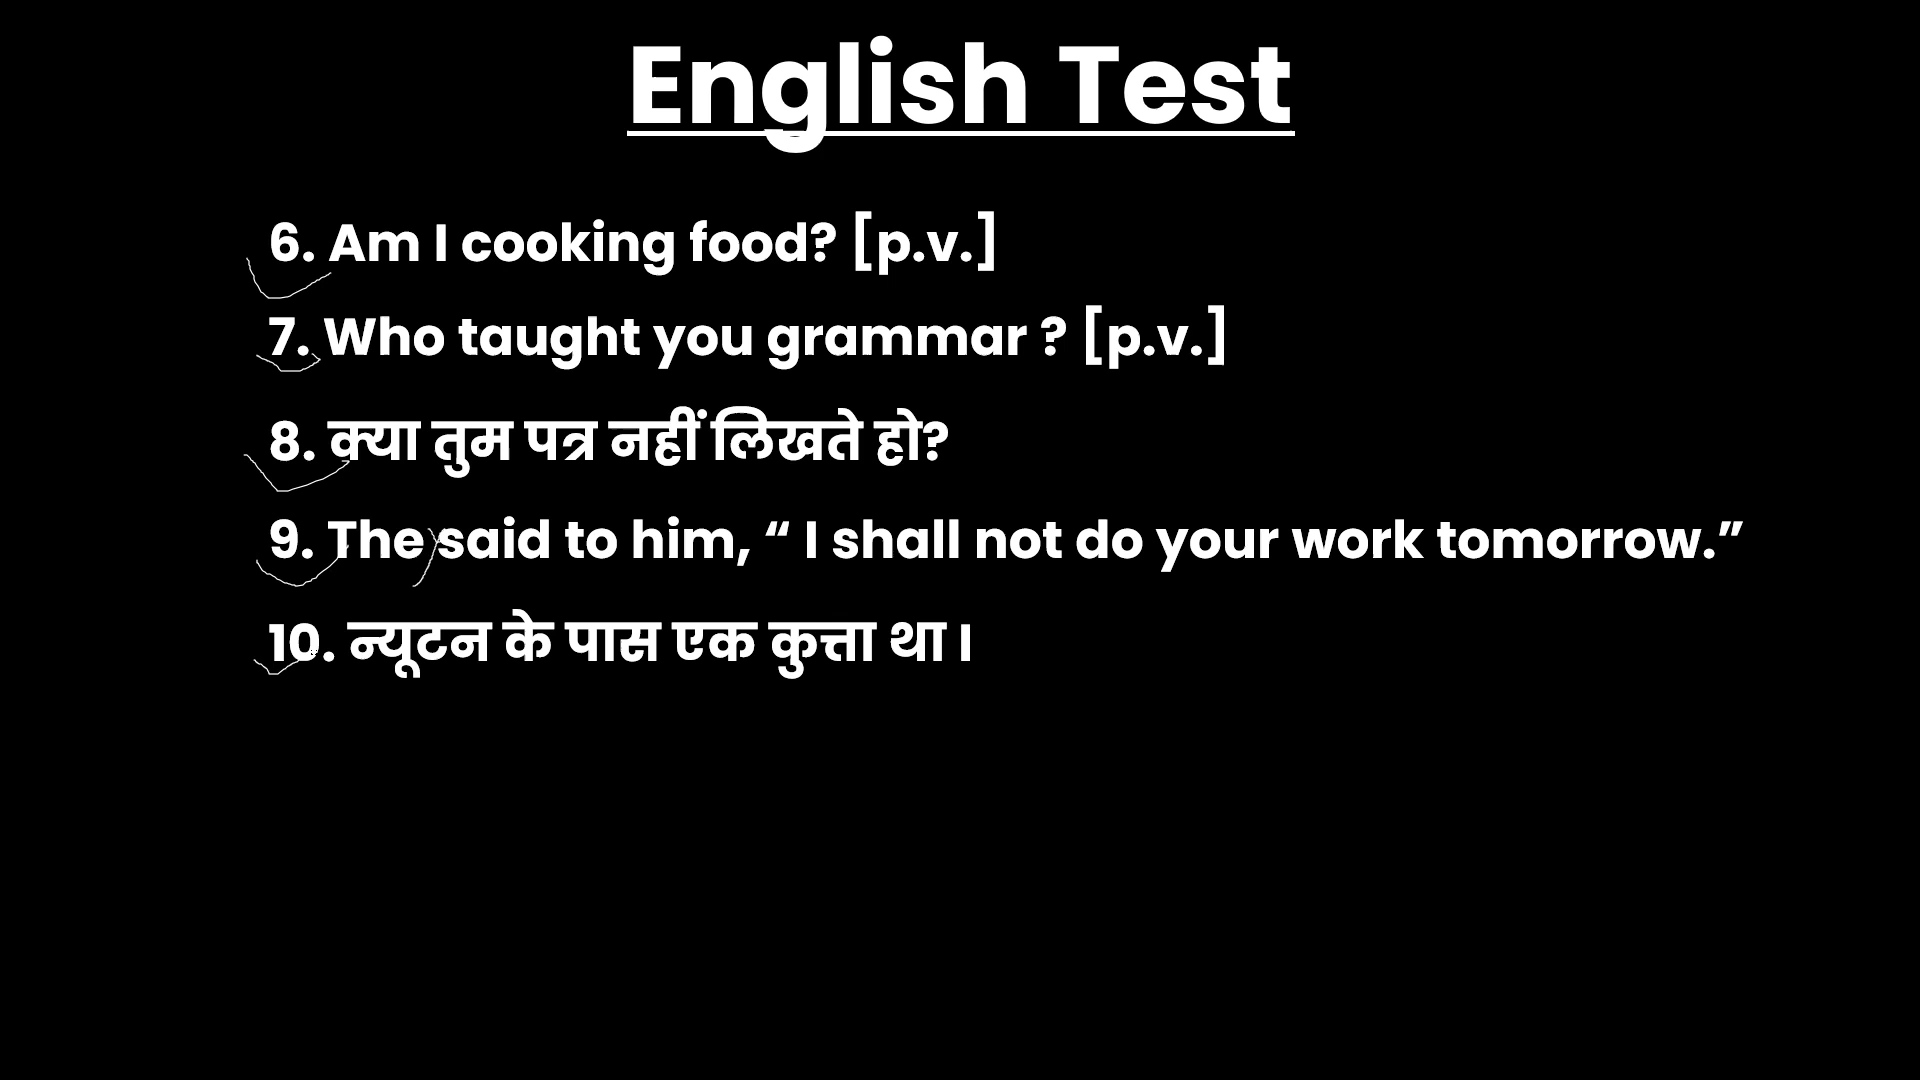 English Test
6. Am I cooking food? [p.v.]
7. Who taught you grammar ? [p.v.]
8. क्या तुम पत्र नहीं लिखते हो?
9. They said to him, “ I shall not do your work tomorrow.”
10. न्यूटन के पास एक कुत्ता था ।